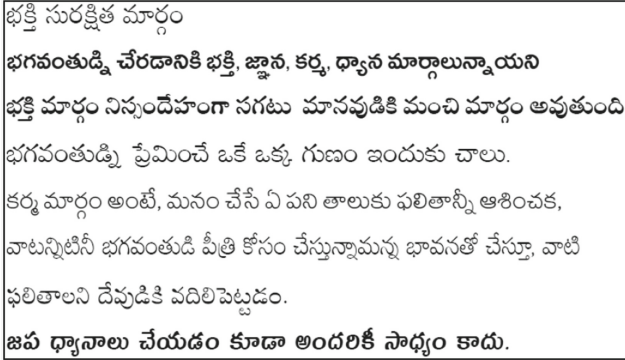 భక్తి సురక్షిత మార్గం
భగవంతుడ్ని చేరడానికి భక్తి, జ్ఞాన, కర్మ, ధ్యాన మార్గాలున్నాయని
భక్తి మార్గం నిస్సందేహంగా సగటు మానవుడికి మంచి మార్గం అవుతుంది
భగవంతుడ్ని ప్రేమించే ఒకే ఒక్క గుణం ఇందుకు చాలు.
కర్మ మార్గం అంటే, మనం చేసే ఏ పని తాలుకు ఫలితాన్నీ ఆశించక,
వాటన్నిటినీ భగవంతుడి పీత్రి కోసం చేస్తున్నామన్న భావనతో చేస్తూ, వాటి
ఫలితాలని దేవుడికి వదిలిపెట్టడం.
జప ధ్యానాలు చేయడం కూడా అందరికీ సాధ్యం కాదు.